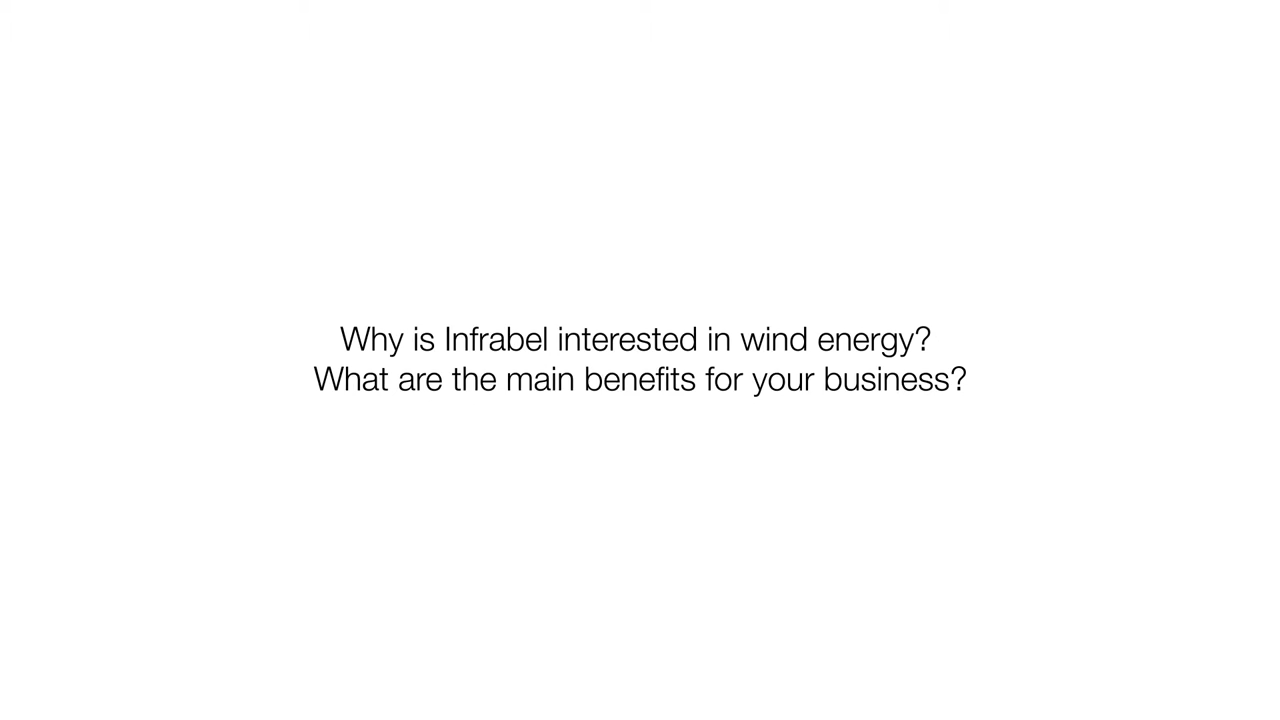 Why is Infrabel interested in wind energy?
What are the main benefits for your business?